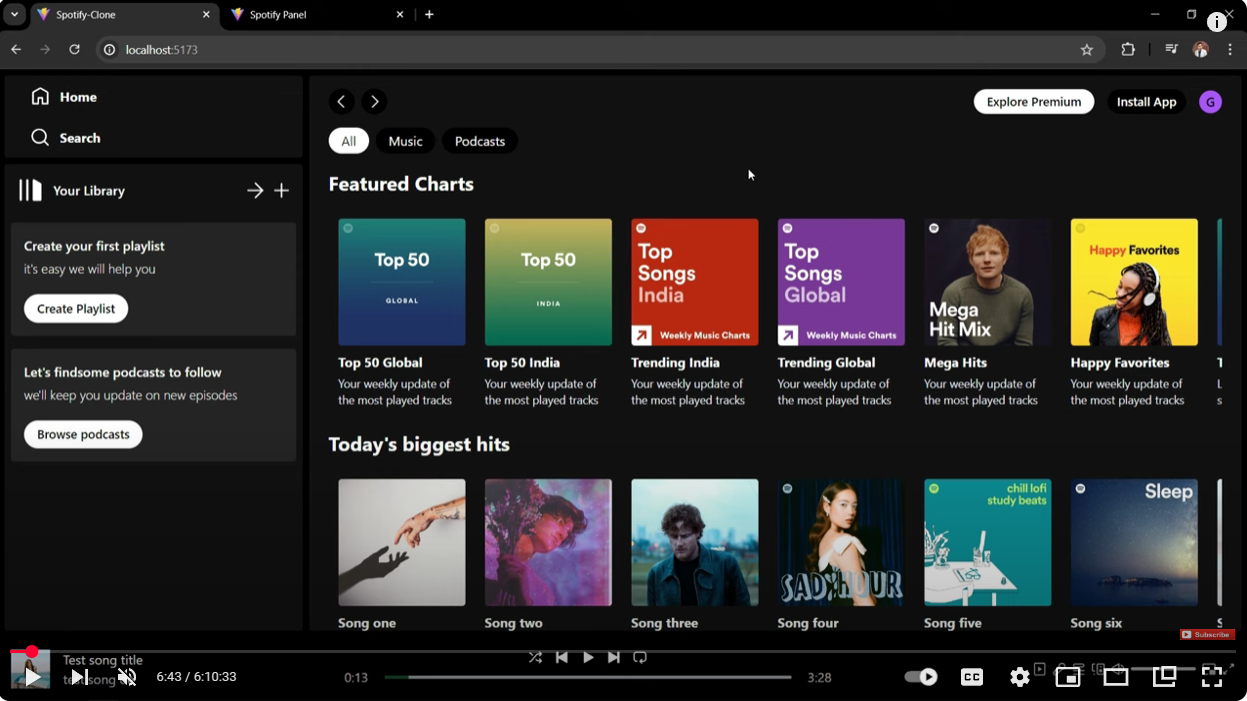 Spotify-Clone
Spotify Panel
localhost:5173
Home
Search
Your Library
Create your first playlist
it's easy we will help you
Create Playlist
Let's findsome podcasts to follow
we'll keep you update on new episodes
Browse podcasts
Explore Premium
Install App
G
All
Music
Podcasts
Featured Charts
Top 50
GLOBAL
Top 50
INDIA
Top
Songs
India
Weekly Music Charts
Top
Songs
Global
Weekly Music Charts
Mega
Hit Mix
Happy Favorites
Top 50 Global
Top 50 India
Trending India
Trending Global
Mega Hits
Happy Favorites
Your weekly update of
the most played tracks
Your weekly update of
the most played tracks
Your weekly update of
the most played tracks
Your weekly update of
the most played tracks
Your weekly update of
the most played tracks
Your weekly update of
the most played tracks
Today's biggest hits
SAD HOUR
chill lofi
study beats
Sleep
Song one
Song two
Song three
Song four
Song five
Song six
Subscribe
Test song title
6:43 / 6:10:33
0:13
3:28
CC